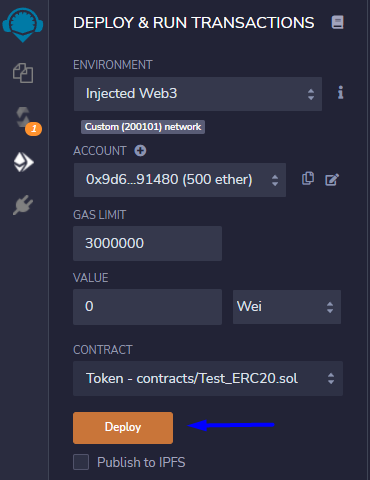 DEPLOY & RUN TRANSACTIONS
ENVIRONMENT
Injected Web3
Custom (200101) network
ACCOUNT
0x9d6...91480 (500 ether)
GAS LIMIT
3000000
VALUE
0 Wei
CONTRACT
Token - contracts/Test_ERC20.sol
Deploy
Publish to IPFS
1